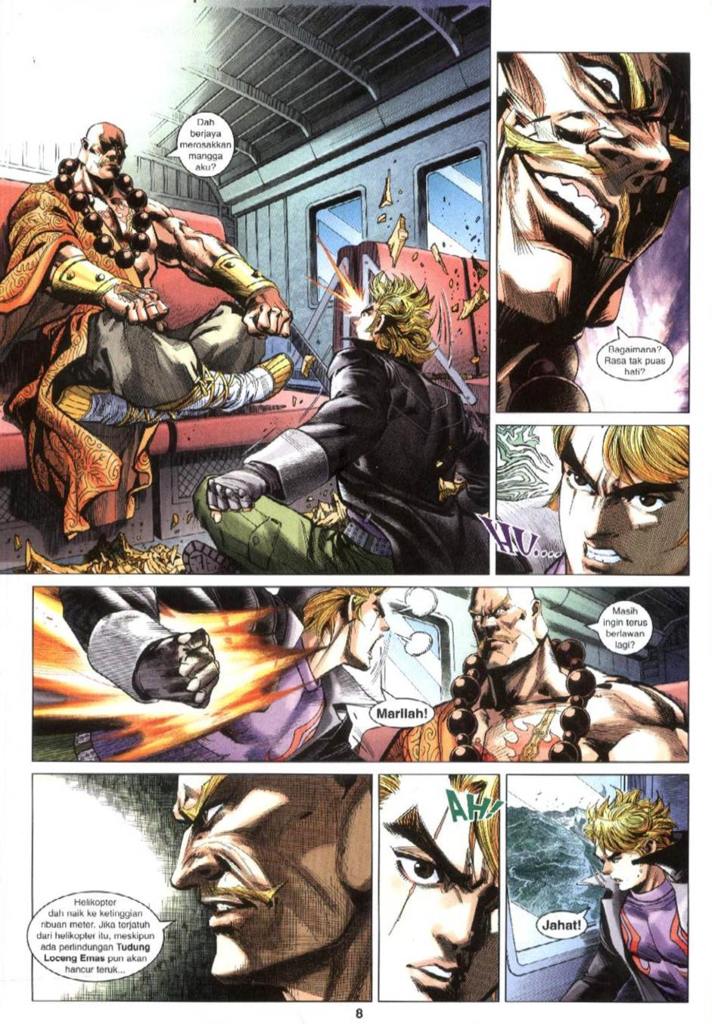 Dah
berjaya
merosakkan
mangga
aku?
Bagaimana?
Rasa tak puas
hati?
HU....
Masih
ingin terus
berlawan
lagi?
Marilah!
Helikopter
dah naik ke ketinggian
ribuan meter. Jika terjatuh
dari helikopter itu, meskipun
ada perlindungan Tudung
Loceng Emas pun akan
hancur teruk...
AH!
Jahat!
8